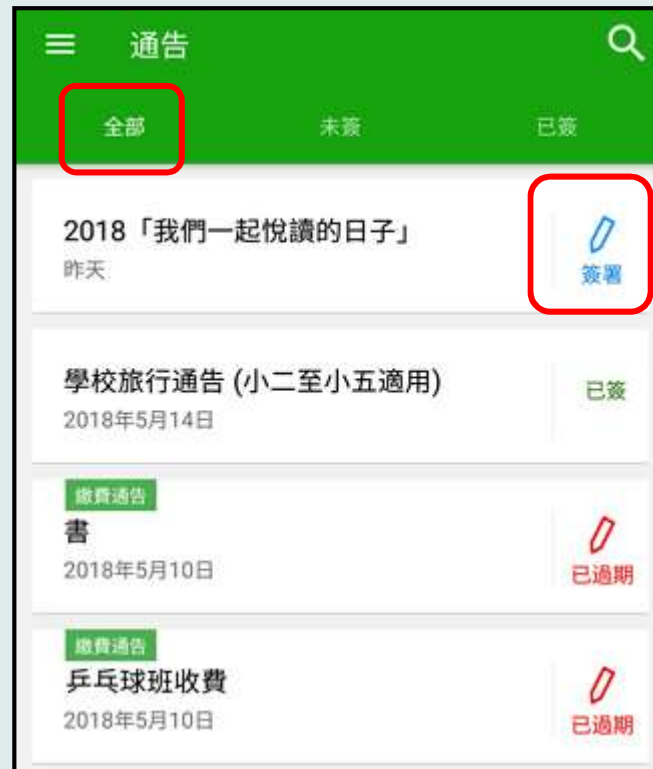 通告
全部 未簽 已簽
2018「我們一起悅讀的日子」
昨天
簽署
學校旅行通告 (小二至小五適用)
2018年5月14日
已簽
繳費通告
書
2018年5月10日
已過期
繳費通告
乒乓球班收費
2018年5月10日
已過期